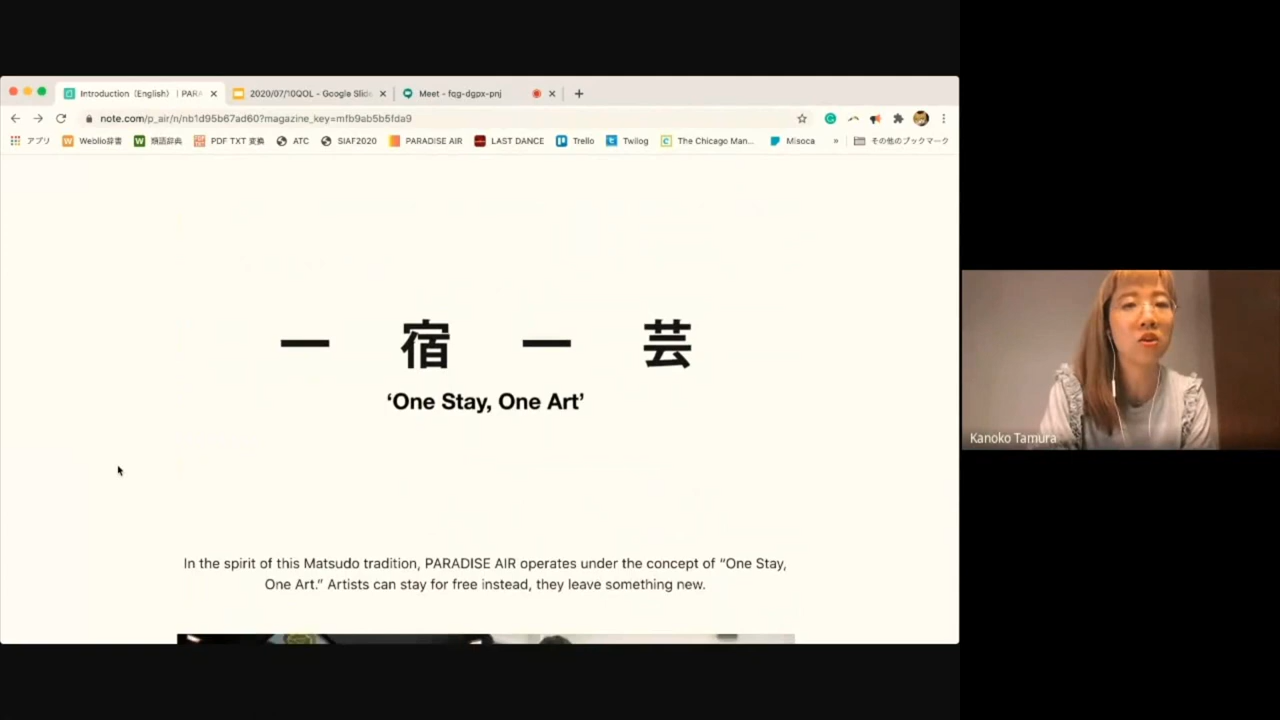 Introduction (English) | PARA
2020/07/10QOL - Google Slide
Meet - fqg-dgpx-pnj
note.com/p_air/n/nb1d95b67ad60?magazine_key=mfb9ab5b5fda9
アプリ
Weblio辞書
類語辞典
PDF TXT 変換
ATC
SIAF2020
PARADISE AIR
LAST DANCE
Trello
Twilog
The Chicago Man...
Misoca
»
その他のブックマーク
一 宿 一 芸
‘One Stay, One Art’
In the spirit of this Matsudo tradition, PARADISE AIR operates under the concept of “One Stay,
One Art.” Artists can stay for free instead, they leave something new.
Kanoko Tamura